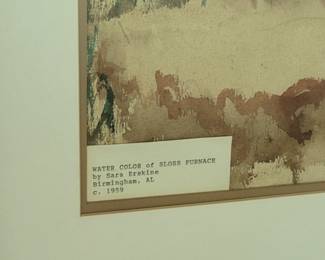 WATER COLOR of SLOSS FURNACE
by Sara Erskine
Birmingham, AL
c. 1959